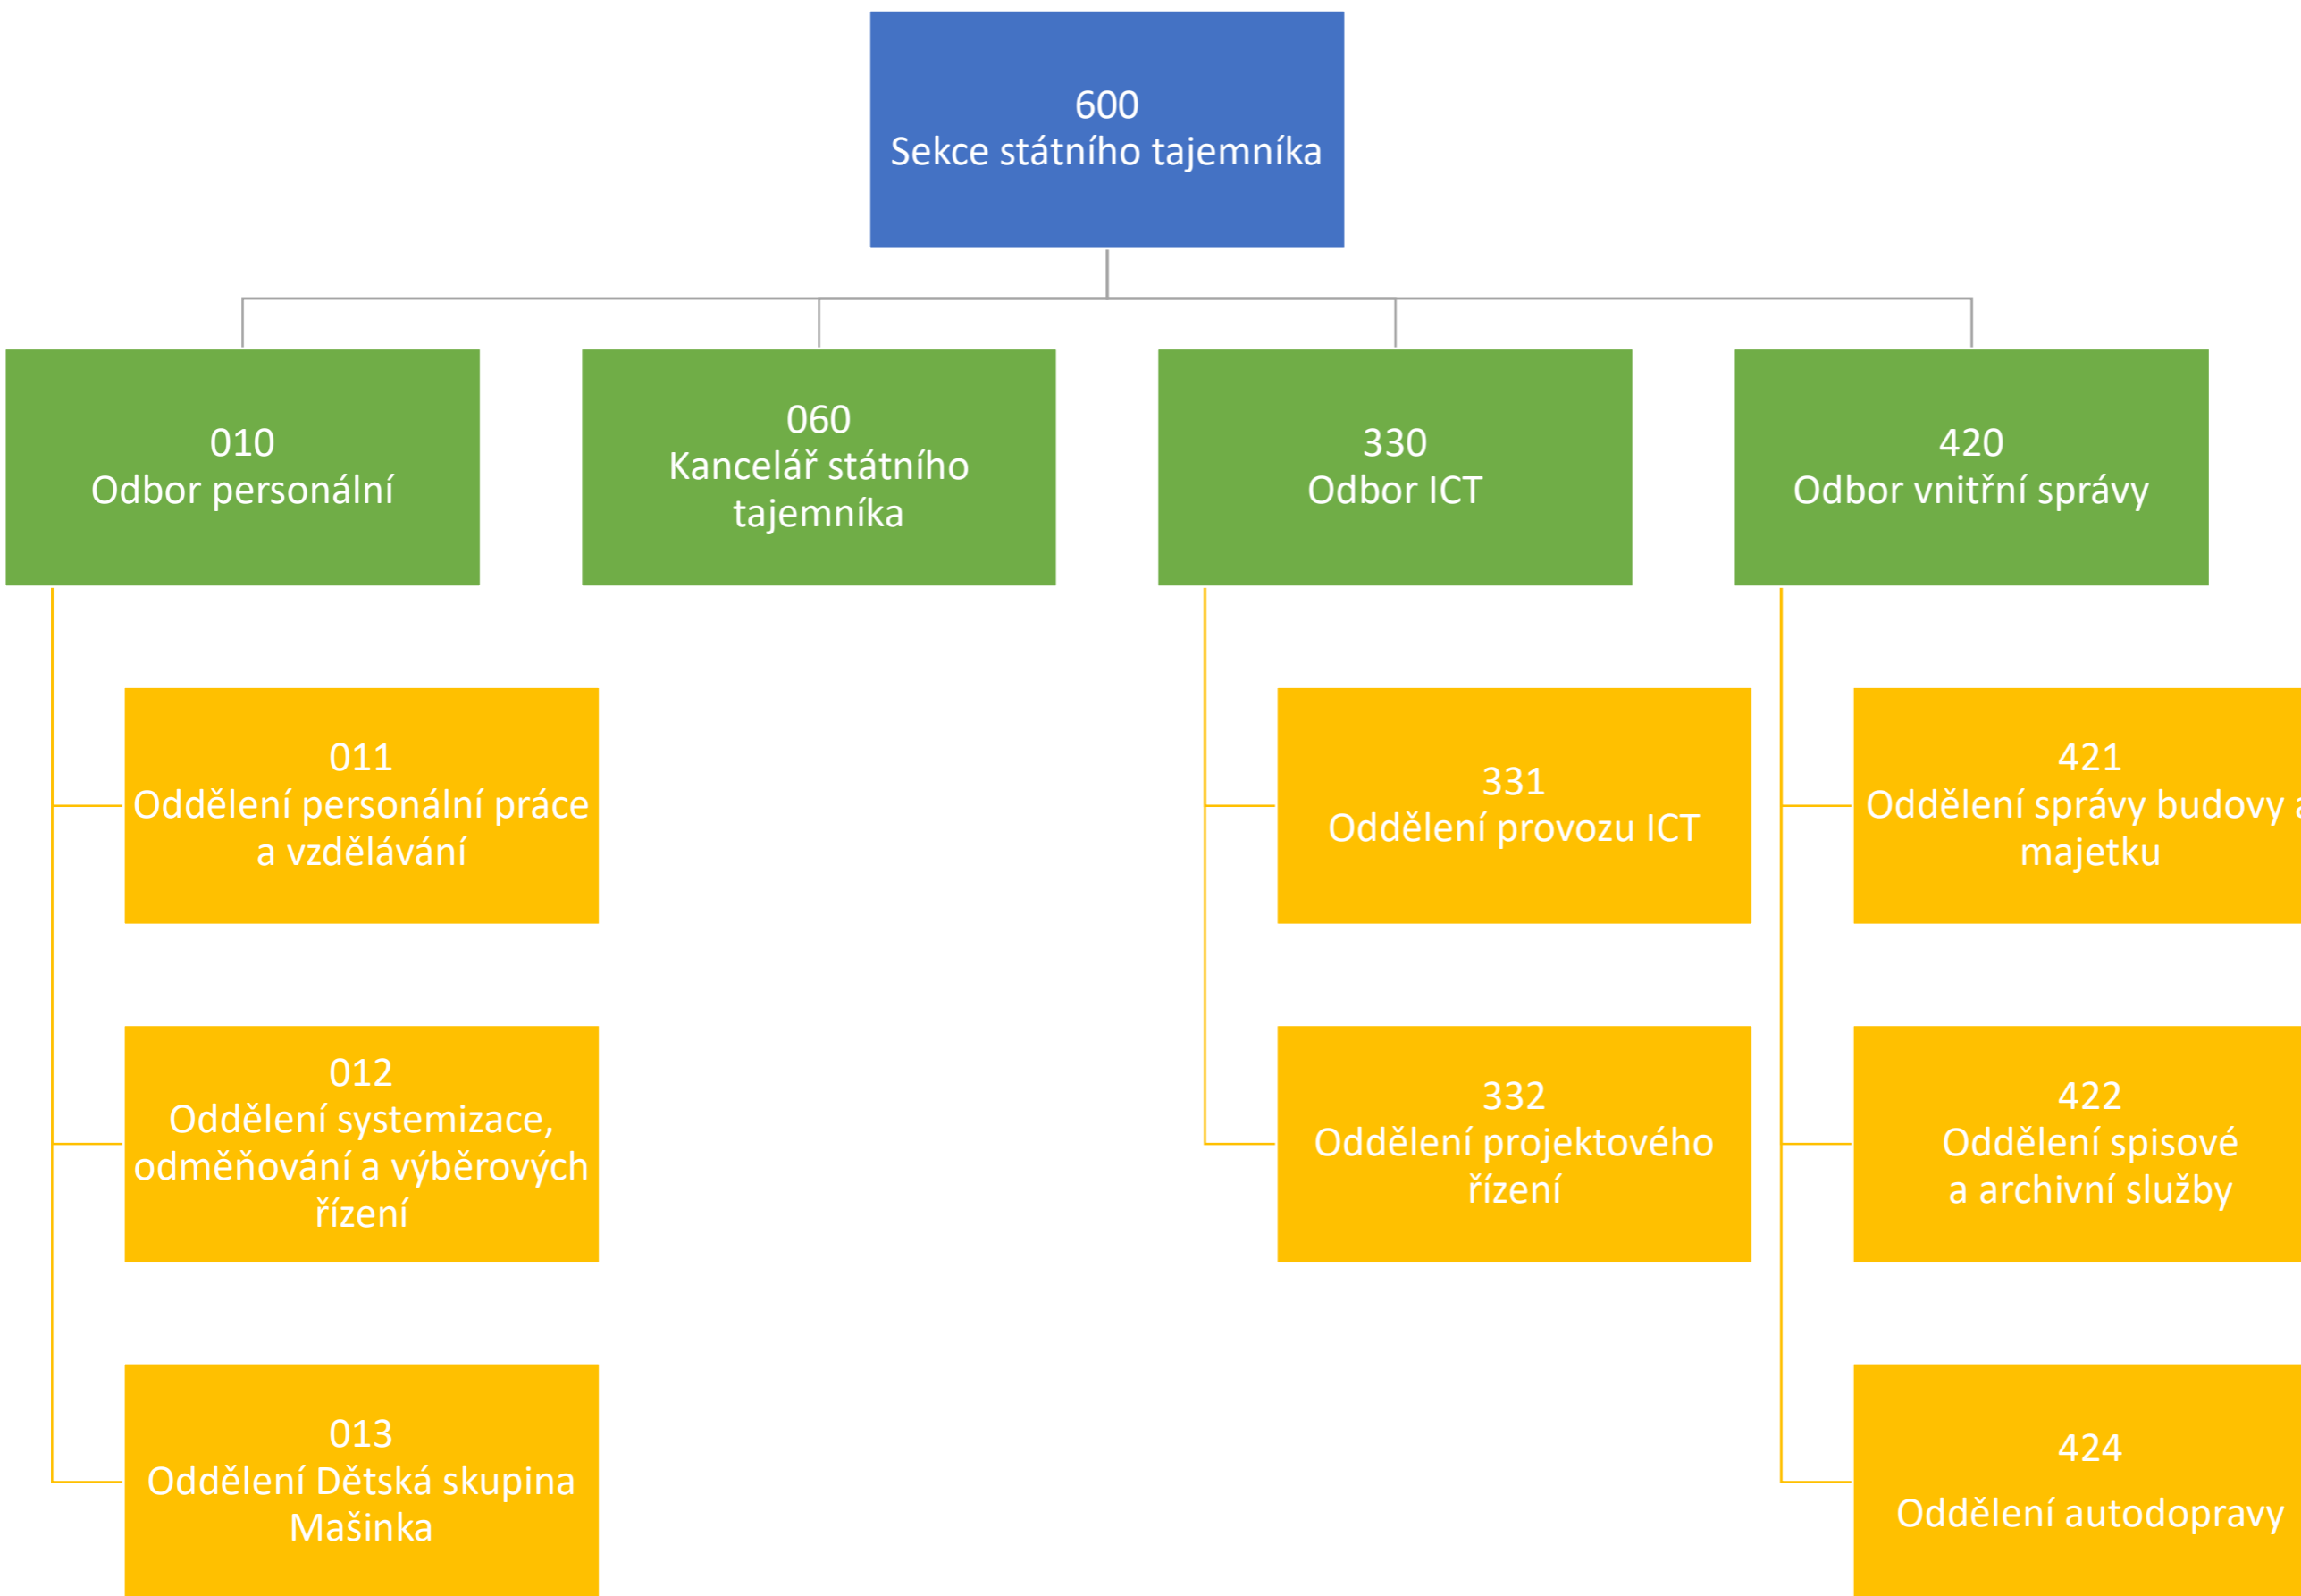 600
Sekce státního tajemníka
010
Odbor personální
060
Kancelář státního
tajemníka
330
Odbor ICT
420
Odbor vnitřní správy
011
Oddělení personální práce
a vzdělávání
331
Oddělení provozu ICT
421
Oddělení správy budovy a
majetku
012
Oddělení systemizace,
odměňování a výběrových
řízení
332
Oddělení projektového
řízení
422
Oddělení spisové
a archivní služby
013
Oddělení Dětská skupina
Mašinka
424
Oddělení autodopravy